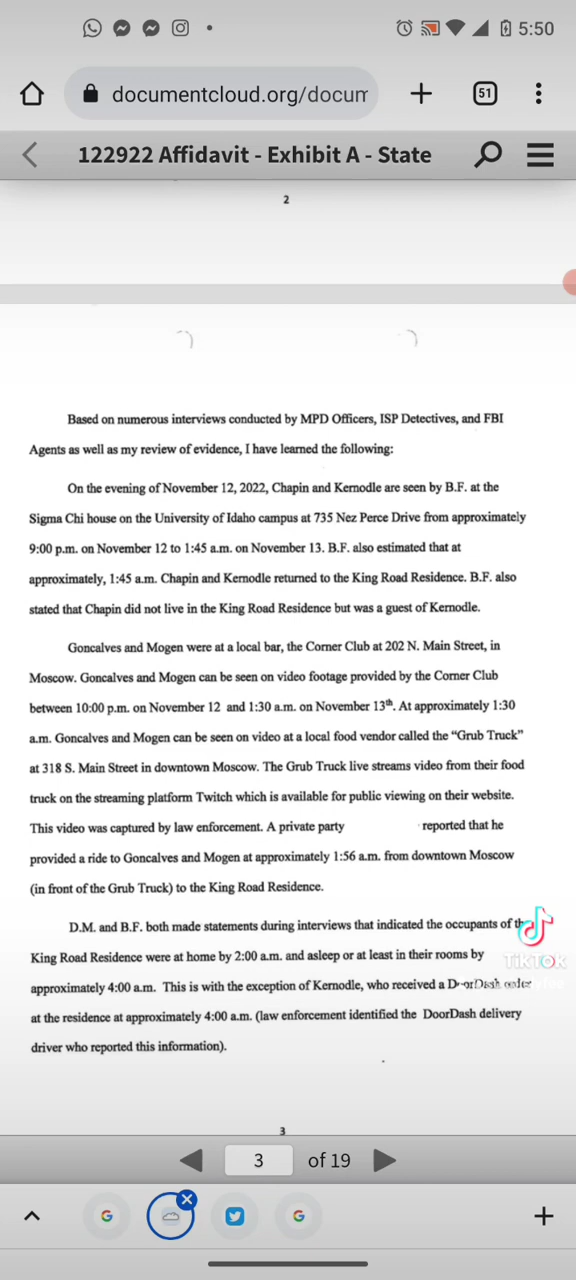 5:50
documentcloud.org/docum
51
122922 Affidavit - Exhibit A - State
2
Based on numerous interviews conducted by MPD Officers, ISP Detectives, and FBI
Agents as well as my review of evidence, I have learned the following:
On the evening of November 12, 2022, Chapin and Kernodle are seen by B.F. at the
Sigma Chi house on the University of Idaho campus at 735 Nez Perce Drive from approximately
9:00 p.m. on November 12 to 1:45 a.m. on November 13. B.F. also estimated that at
approximately, 1:45 a.m. Chapin and Kernodle returned to the King Road Residence. B.F. also
stated that Chapin did not live in the King Road Residence but was a guest of Kernodle.
Goncalves and Mogen were at a local bar, the Corner Club at 202 N. Main Street, in
Moscow. Goncalves and Mogen can be seen on video footage provided by the Corner Club
between 10:00 p.m. on November 12 and 1:30 a.m. on November 13th. At approximately 1:30
a.m. Goncalves and Mogen can be seen on video at a local food vendor called the “Grub Truck”
at 318 S. Main Street in downtown Moscow. The Grub Truck live streams video from their food
truck on the streaming platform Twitch which is available for public viewing on their website.
This video was captured by law enforcement. A private party reported that he
provided a ride to Goncalves and Mogen at approximately 1:56 a.m. from downtown Moscow
(in front of the Grub Truck) to the King Road Residence.
D.M. and B.F. both made statements during interviews that indicated the occupants of the
King Road Residence were at home by 2:00 a.m. and asleep or at least in their rooms by
approximately 4:00 a.m. This is with the exception of Kernodle, who received a DoorDash order
at the residence at approximately 4:00 a.m. (law enforcement identified the DoorDash delivery
driver who reported this information).
TikTok
3
3 of 19